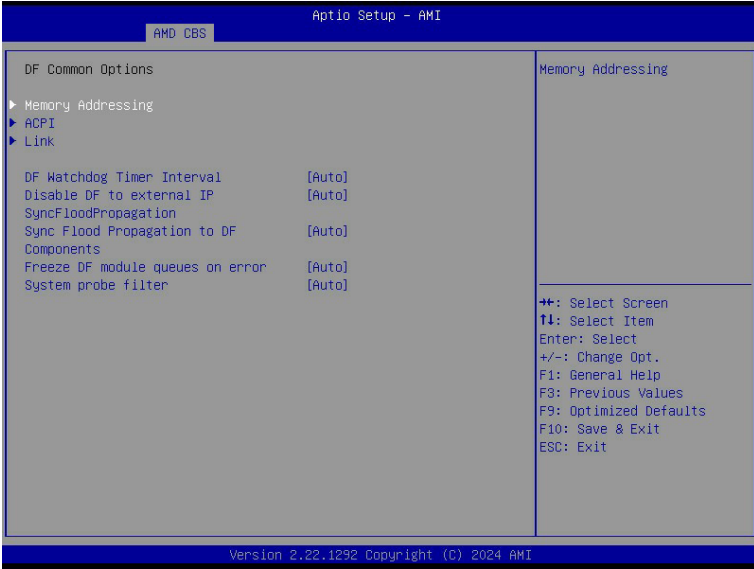 Aptio Setup - AMI
AMD CBS
DF Common Options
Memory Addressing
ACPI
Link
DF Watchdog Timer Interval [Auto]
Disable DF to external IP [Auto]
SyncFloodPropagation
Sync Flood Propagation to DF [Auto]
Components
Freeze DF module queues on error [Auto]
System probe filter [Auto]
Memory Addressing
→←: Select Screen
↑↓: Select Item
Enter: Select
+/-: Change Opt.
F1: General Help
F3: Previous Values
F9: Optimized Defaults
F10: Save & Exit
ESC: Exit
Version 2.22.1292 Copyright (C) 2024 AMI